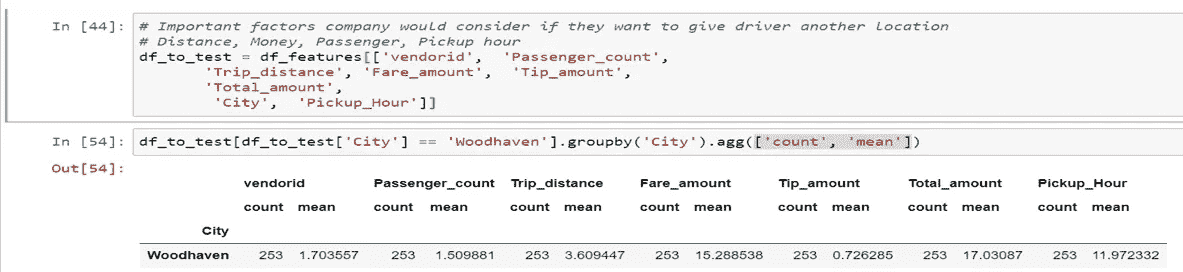 In [44]: # Important factors company would consider if they want to give driver another location
# Distance, Money, Passenger, Pickup hour
df_to_test = df_features[['vendorid', 'Passenger_count',
'Trip_distance', 'Fare_amount', 'Tip_amount',
'Total_amount',
'City', 'Pickup_Hour']]
In [54]: df_to_test[df_to_test['City'] == 'Woodhaven'].groupby('City').agg(['count', 'mean'])
Out[54]:
vendorid Passenger_count Trip_distance Fare_amount Tip_amount Total_amount Pickup_Hour
count mean count mean count mean count mean count mean count mean count mean
City
Woodhaven 253 1.703557 253 1.509881 253 3.609447 253 15.288538 253 0.726285 253 17.03087 253 11.972332